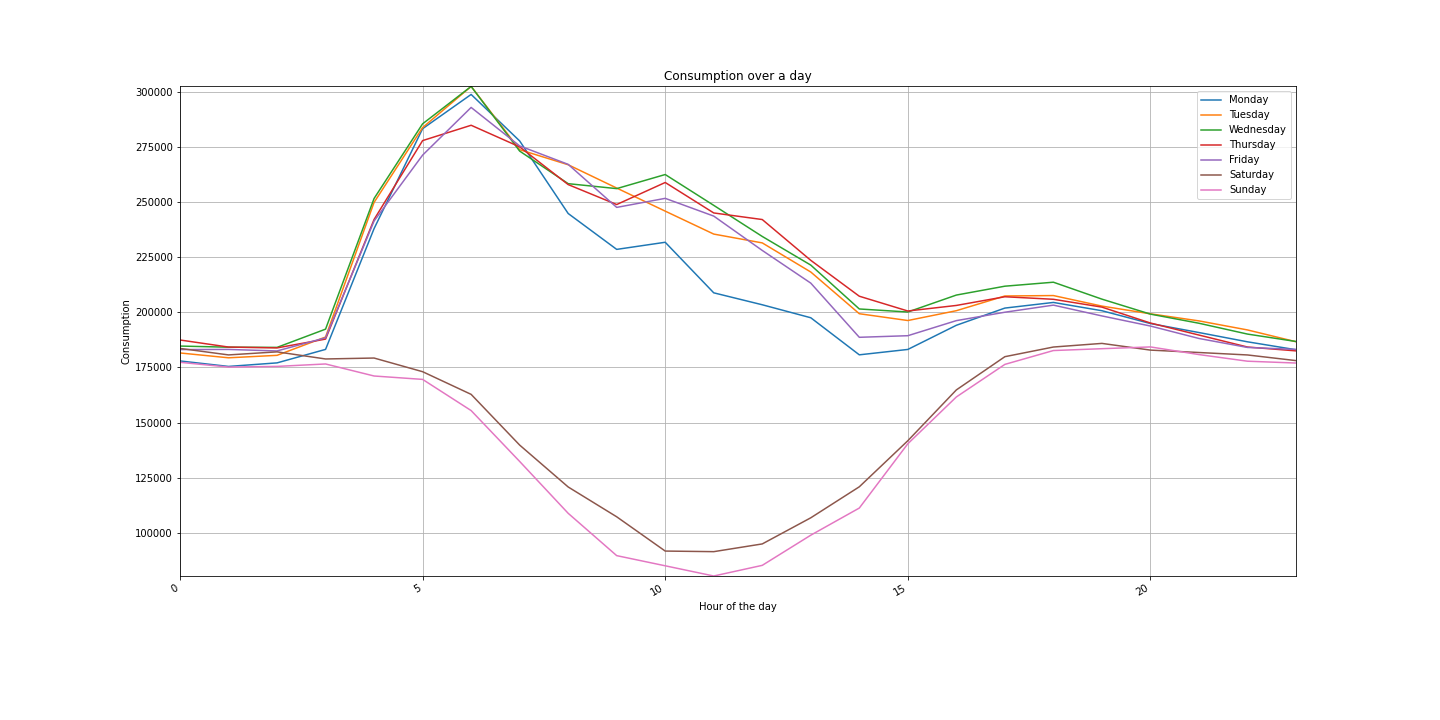 Consumption over a day
300000
275000
250000
225000
200000
175000
150000
125000
100000
Consumption
Monday
Tuesday
Wednesday
Thursday
Friday
Saturday
Sunday
0
5
10
15
20
Hour of the day